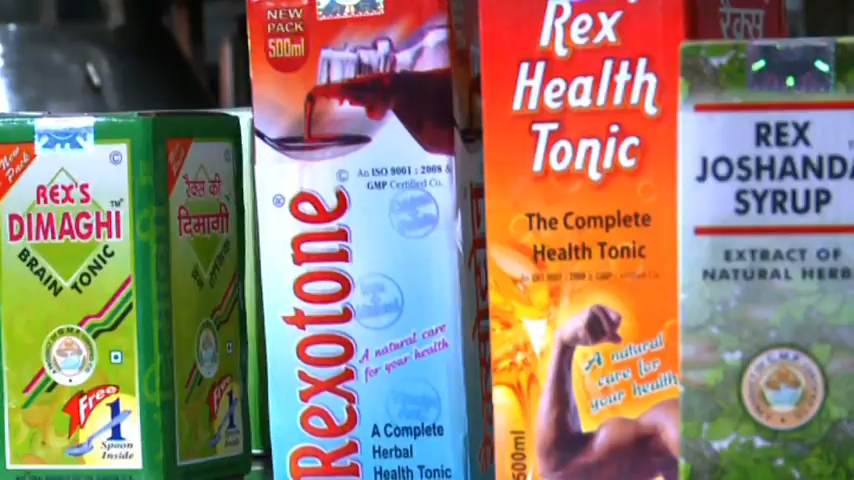 New
Pack
©
REX'S
DIMAGHI™
BRAIN TONIC
Free
1
Spoon
Inside
रैक्स की
दिमागी
NEW
PACK
500ml
An ISO 9001 : 2008 &
GMP Certified Co.
©
Rexotone®
A natural care
for your health
A Complete
Herbal
Health Tonic
Rex
Health
Tonic
The Complete
Health Tonic
A natural
care for
your health
500ml
रैक्स
REX
JOSHANDA
SYRUP
EXTRACT OF
NATURAL HERB